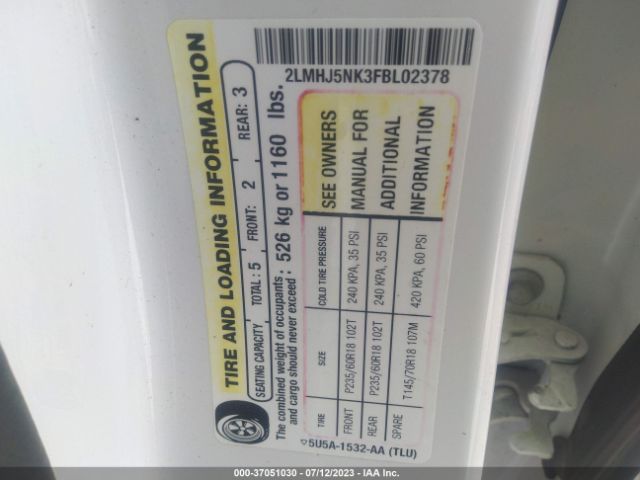 2LMHJ5NK3FBL02378
TIRE AND LOADING INFORMATION
SEATING CAPACITY TOTAL: 5 FRONT: 2 REAR: 3
The combined weight of occupants and cargo should never exceed: 526 kg or 1160 lbs.
TIRE SIZE COLD TIRE PRESSURE
FRONT P235/60R18 102T 240 KPA, 35 PSI
REAR P235/60R18 102T 240 KPA, 35 PSI
SPARE T145/70R18 107M 420 KPA, 60 PSI
SEE OWNERS
MANUAL FOR
ADDITIONAL
INFORMATION
5U5A-1532-AA (TLU)
000-37051030 - 07/12/2023 - IAA Inc.